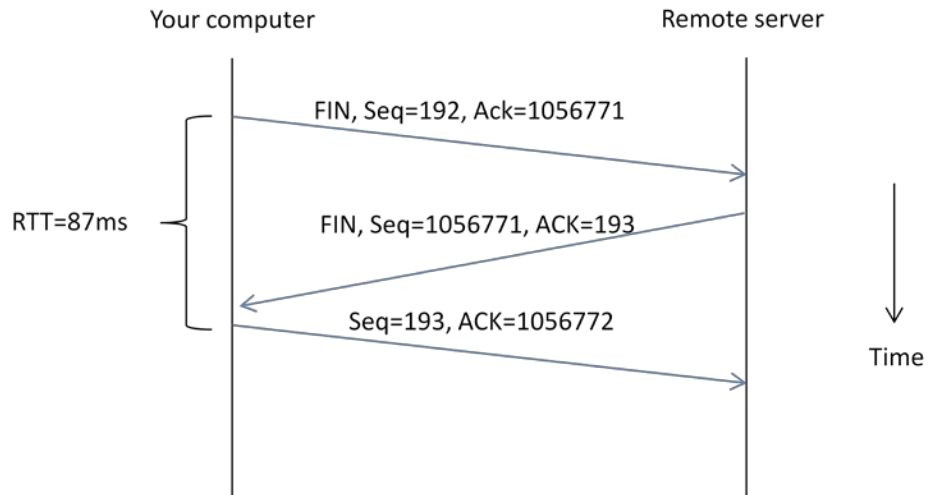 Your computer
Remote server
FIN, Seq=192, Ack=1056771
RTT=87ms
FIN, Seq=1056771, ACK=193
Seq=193, ACK=1056772
Time